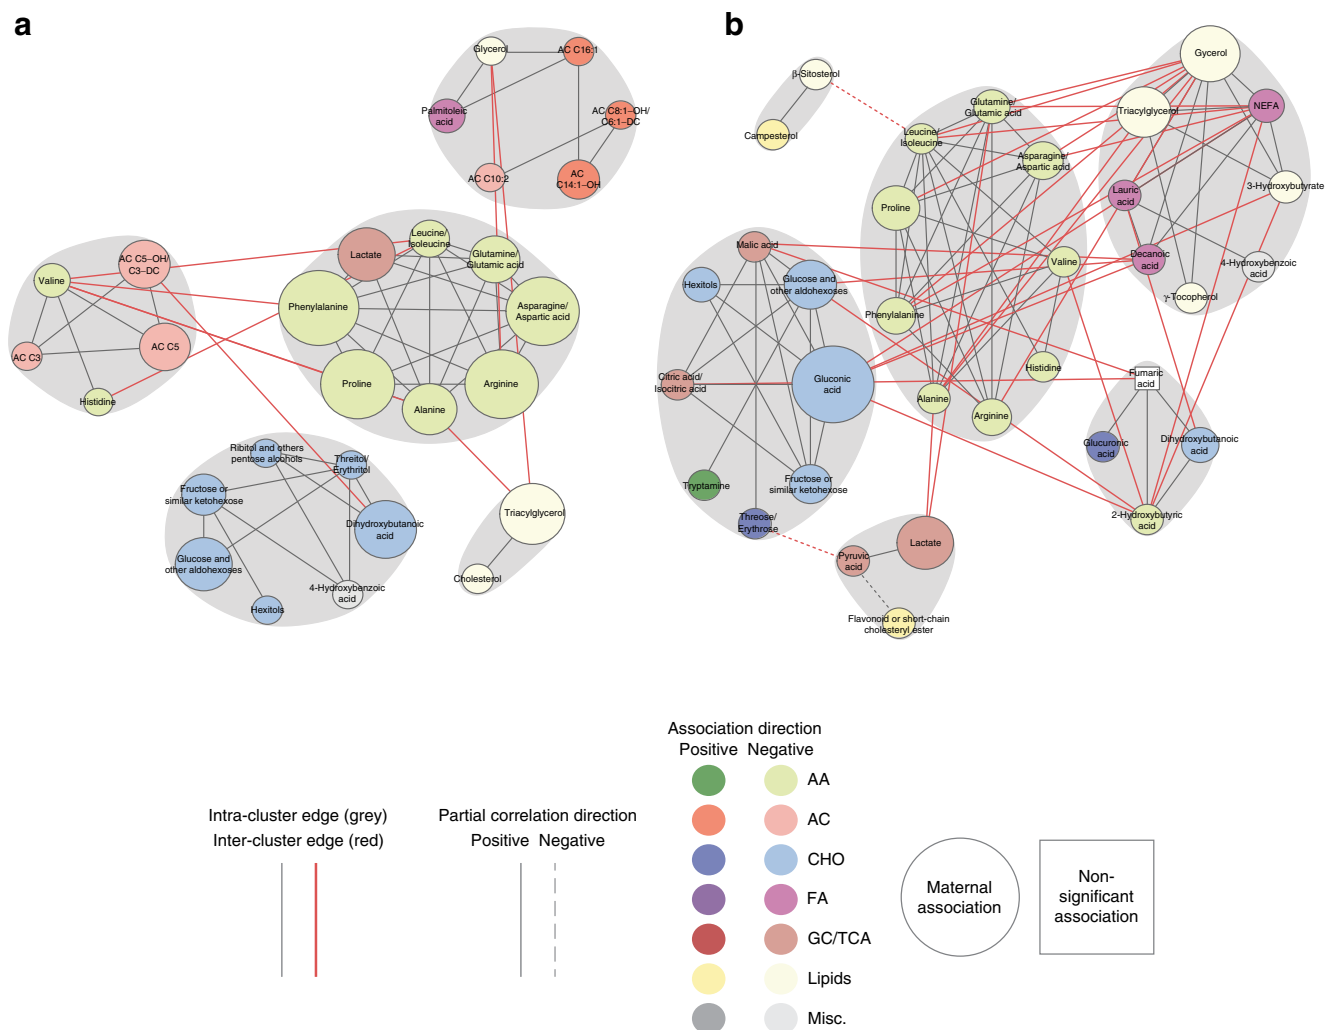 a
Glycerol
AC C16:1
Palmitoleic
acid
AC C8:1–OH/
C6:1–DC
AC C10:2
AC
C14:1–OH
AC C5–OH/
C3–DC
Valine
AC C3
AC C5
Histidine
Lactate
Leucine/
Isoleucine
Glutamine/
Glutamic acid
Phenylalanine
Asparagine/
Aspartic acid
Proline
Alanine
Arginine
Ribitol and others
pentose alcohols
Threitol/
Erythritol
Fructose or
similar ketohexose
Dihydroxybutanoic
acid
Glucose and
other aldohexoses
4-Hydroxybenzoic
acid
Hexitols
Triacylglycerol
Cholesterol
b
β-Sitosterol
Campesterol
Glutamine/
Glutamic acid
Leucine/
Isoleucine
Asparagine/
Aspartic acid
Proline
Valine
Phenylalanine
Histidine
Alanine
Arginine
Gycerol
Triacylglycerol
NEFA
3-Hydroxybutyrate
Lauric
acid
Decanoic
acid
4-Hydroxybenzoic
acid
γ-Tocopherol
Malic acid
Hexitols
Glucose and
other aldohexoses
Citric acid/
Isocitric acid
Gluconic
acid
Tryptamine
Fructose or
similar ketohexose
Threose/
Erythrose
Fumaric
acid
Glucuronic
acid
Dihydroxybutanoic
acid
2-Hydroxybutyric
acid
Lactate
Pyruvic
acid
Flavonoid or short-chain
cholesteryl ester
Intra-cluster edge (grey)
Inter-cluster edge (red)
Partial correlation direction
Positive Negative
Association direction
Positive Negative
AA
AC
CHO
FA
GC/TCA
Lipids
Misc.
Maternal
association
Non-
significant
association